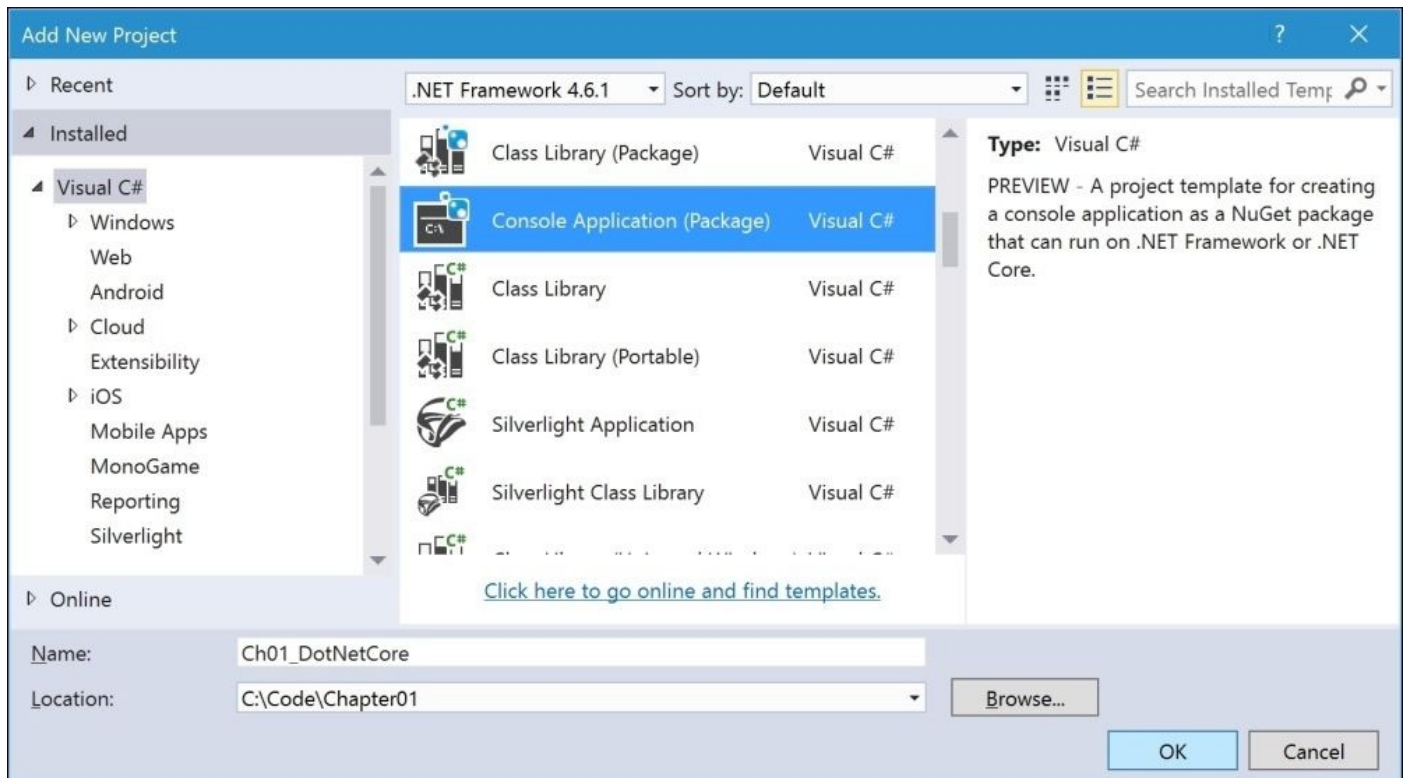 Add New Project
?
Recent
.NET Framework 4.6.1
Sort by: Default
Search Installed Temp
Installed
Visual C#
Windows
Web
Android
Cloud
Extensibility
iOS
Mobile Apps
MonoGame
Reporting
Silverlight
Online
Class Library (Package) Visual C#
C:\
Console Application (Package) Visual C#
C#
Class Library Visual C#
C#
Class Library (Portable) Visual C#
C#
Silverlight Application Visual C#
C#
Silverlight Class Library Visual C#
C#
Click here to go online and find templates.
Type: Visual C#
PREVIEW - A project template for creating
a console application as a NuGet package
that can run on .NET Framework or .NET
Core.
Name: Ch01_DotNetCore
Location: C:\Code\Chapter01
Browse...
OK Cancel